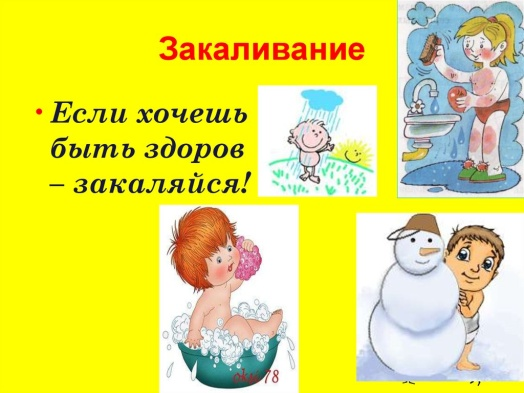 Закаливание
• Если хочешь
быть здоров
– закаляйся!